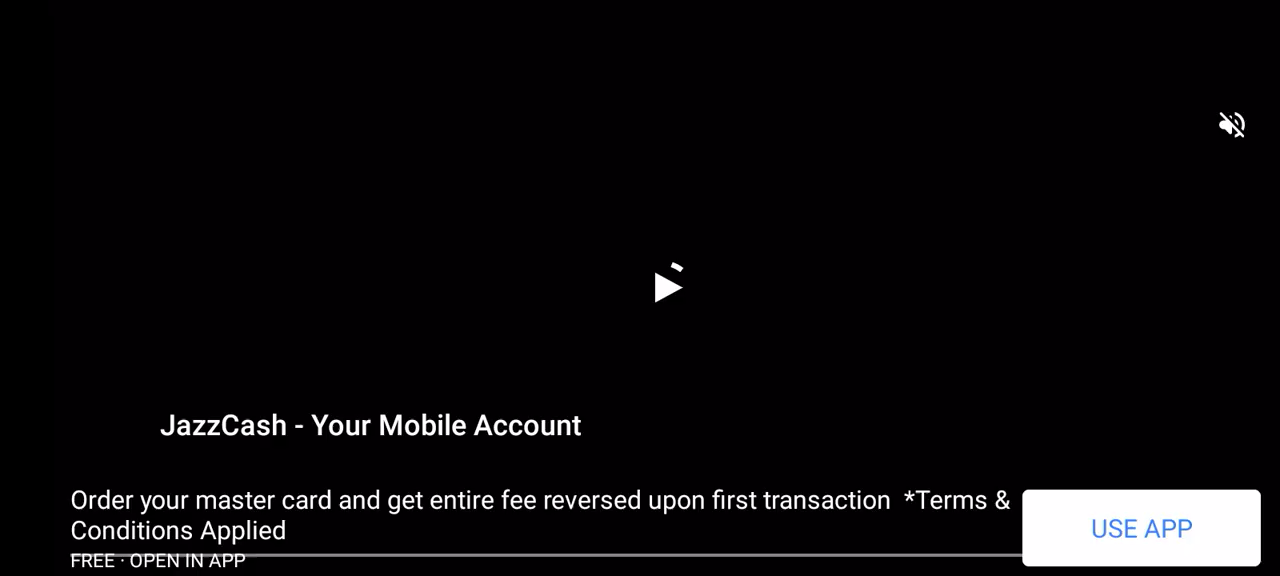 JazzCash - Your Mobile Account
Order your master card and get entire fee reversed upon first transaction  *Terms &
Conditions Applied
FREE · OPEN IN APP
USE APP